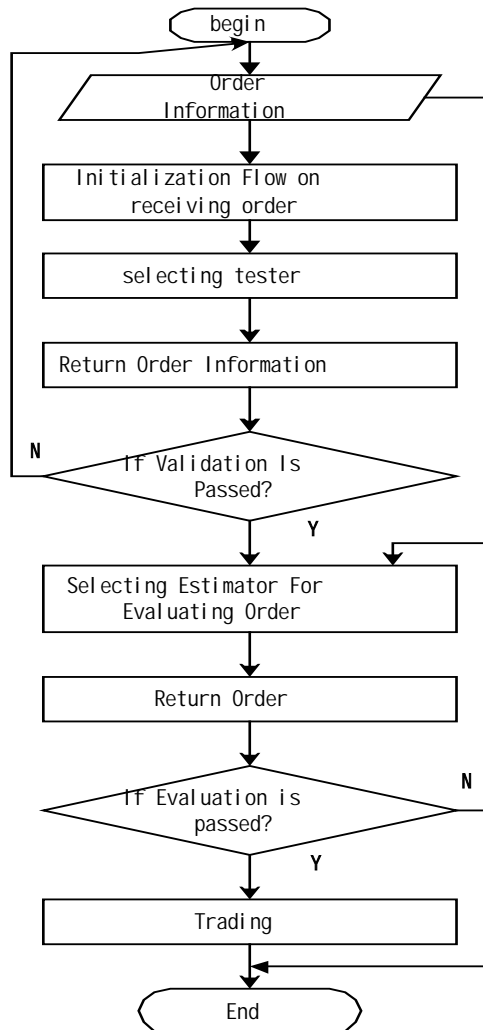 begin
Order
Information
Initialization Flow on
receiving order
selecting tester
Return Order Information
N
If Validation Is
Passed?
Y
Selecting Estimator For
Evaluating Order
Return Order
N
If Evaluation is
passed?
Y
Trading
End